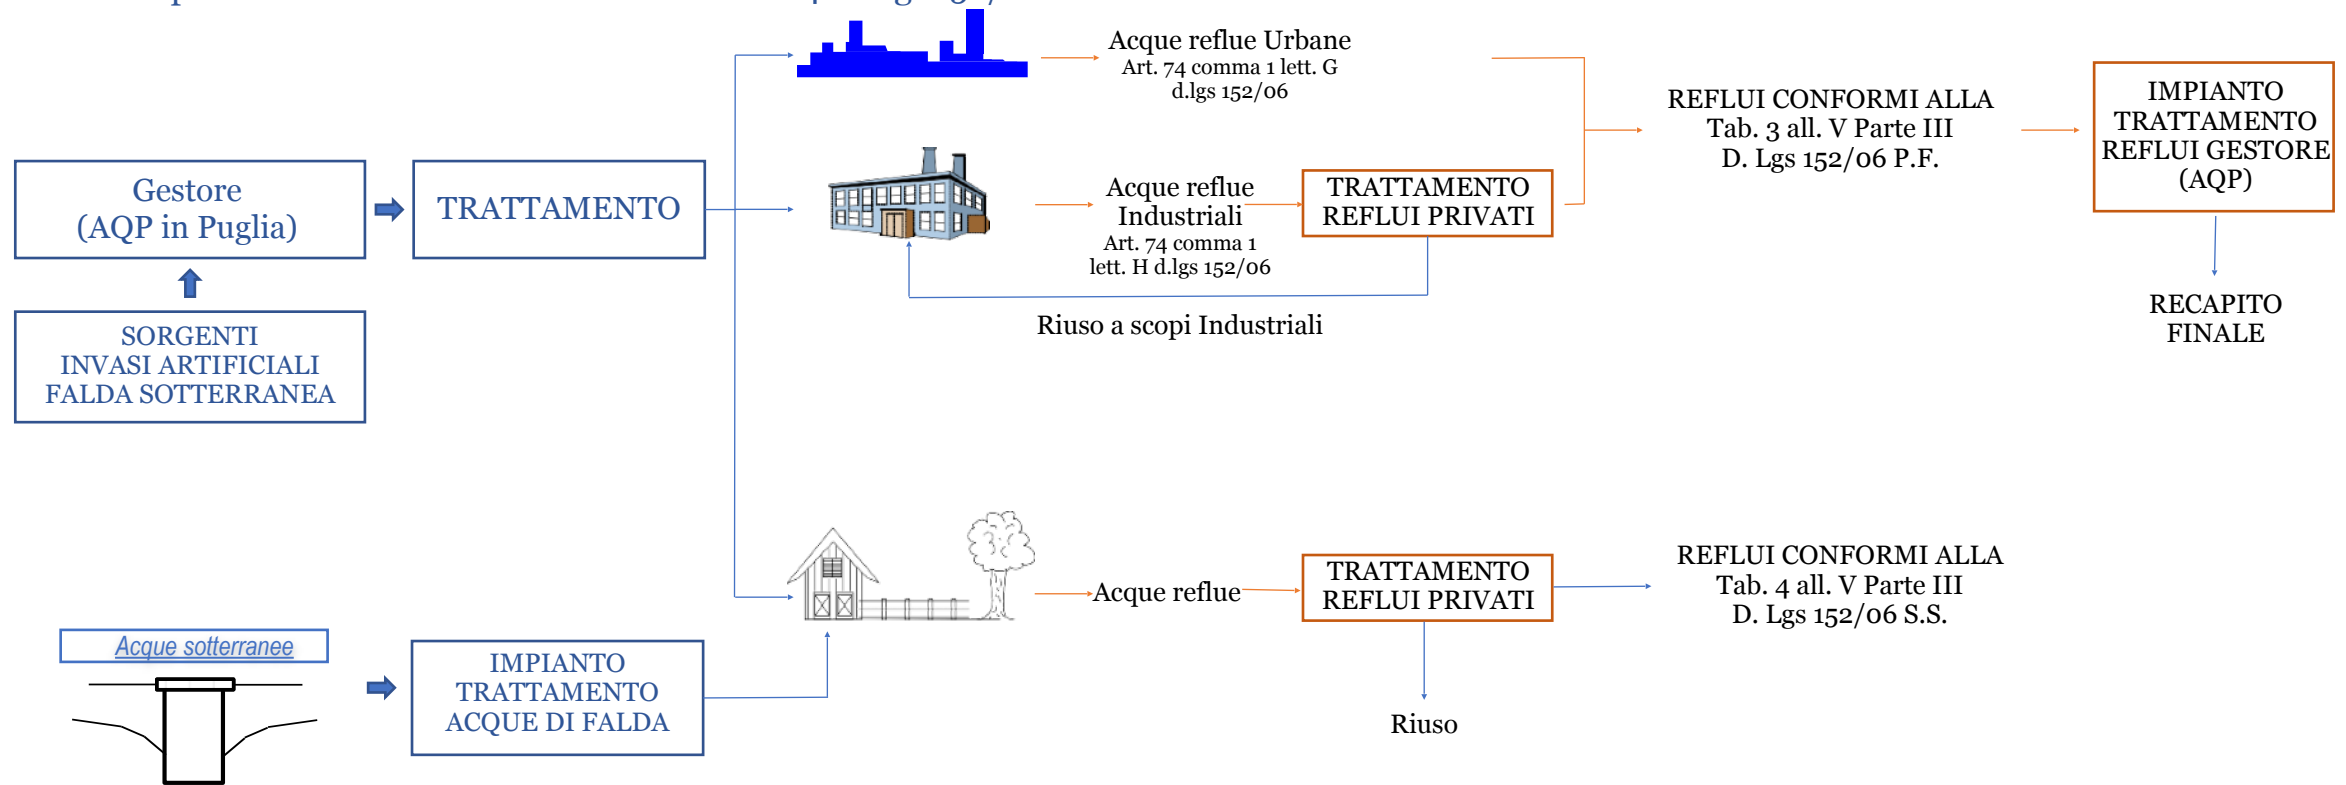 Acque reflue Urbane
Art. 74 comma 1 lett. G
d.lgs 152/06
REFLUI CONFORMI ALLA
Tab. 3 all. V Parte III
D. Lgs 152/06 P.F.
IMPIANTO
TRATTAMENTO
REFLUI GESTORE
(AQP)
Gestore
(AQP in Puglia)
TRATTAMENTO
Acque reflue
Industriali
Art. 74 comma 1
lett. H d.lgs 152/06
TRATTAMENTO
REFLUI PRIVATI
Riuso a scopi Industriali
RECAPITO
FINALE
SORGENTI
INVASI ARTIFICIALI
FALDA SOTTERRANEA
Acque reflue
TRATTAMENTO
REFLUI PRIVATI
REFLUI CONFORMI ALLA
Tab. 4 all. V Parte III
D. Lgs 152/06 S.S.
Acque sotterranee
IMPIANTO
TRATTAMENTO
ACQUE DI FALDA
Riuso